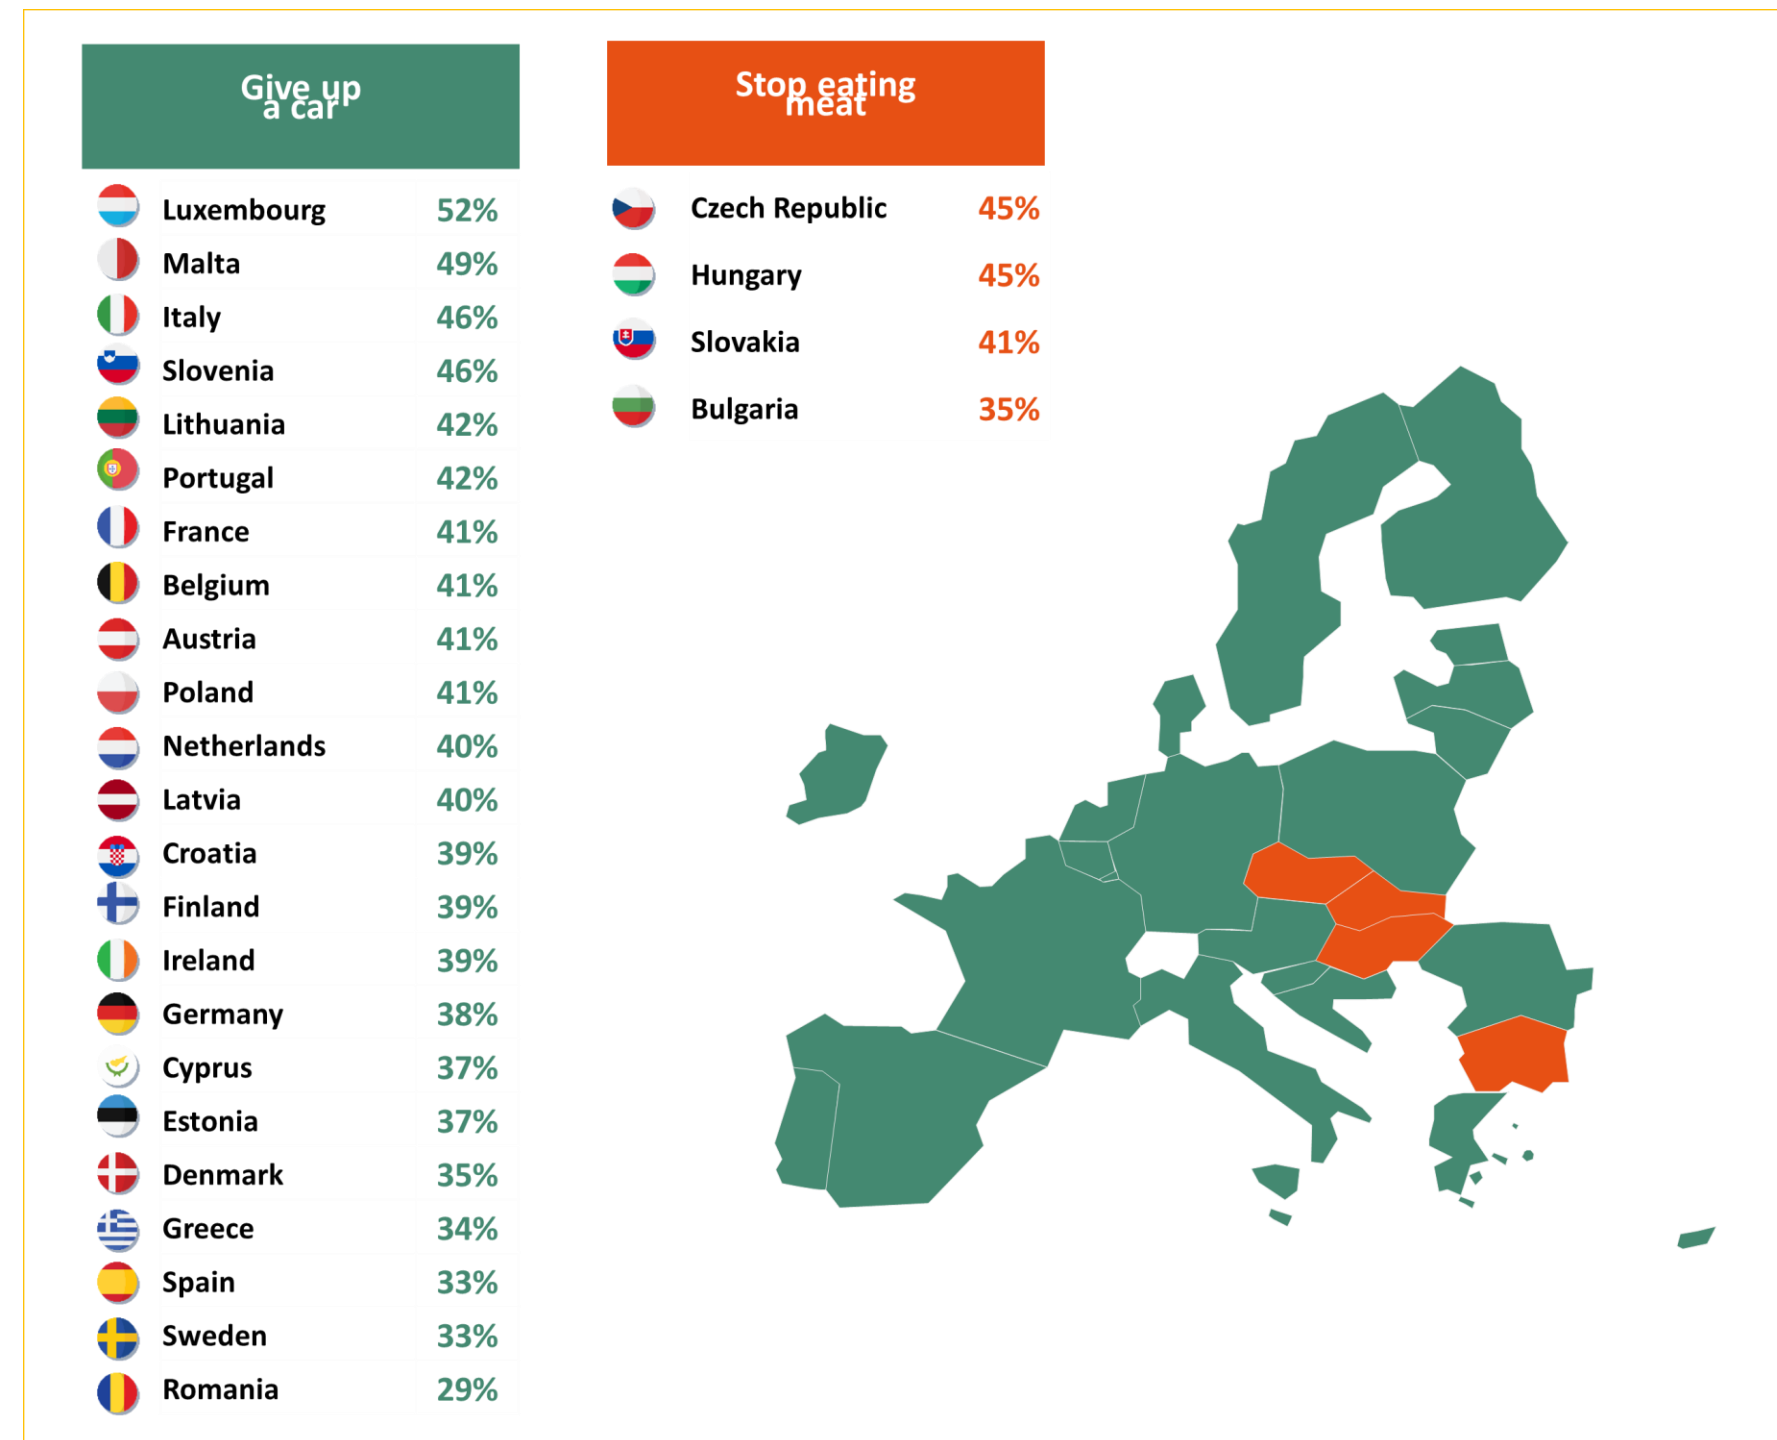 Give up
a car
Luxembourg 52%
Malta 49%
Italy 46%
Slovenia 46%
Lithuania 42%
Portugal 42%
France 41%
Belgium 41%
Austria 41%
Poland 41%
Netherlands 40%
Latvia 40%
Croatia 39%
Finland 39%
Ireland 39%
Germany 38%
Cyprus 37%
Estonia 37%
Denmark 35%
Greece 34%
Spain 33%
Sweden 33%
Romania 29%
Stop eating
meat
Czech Republic 45%
Hungary 45%
Slovakia 41%
Bulgaria 35%